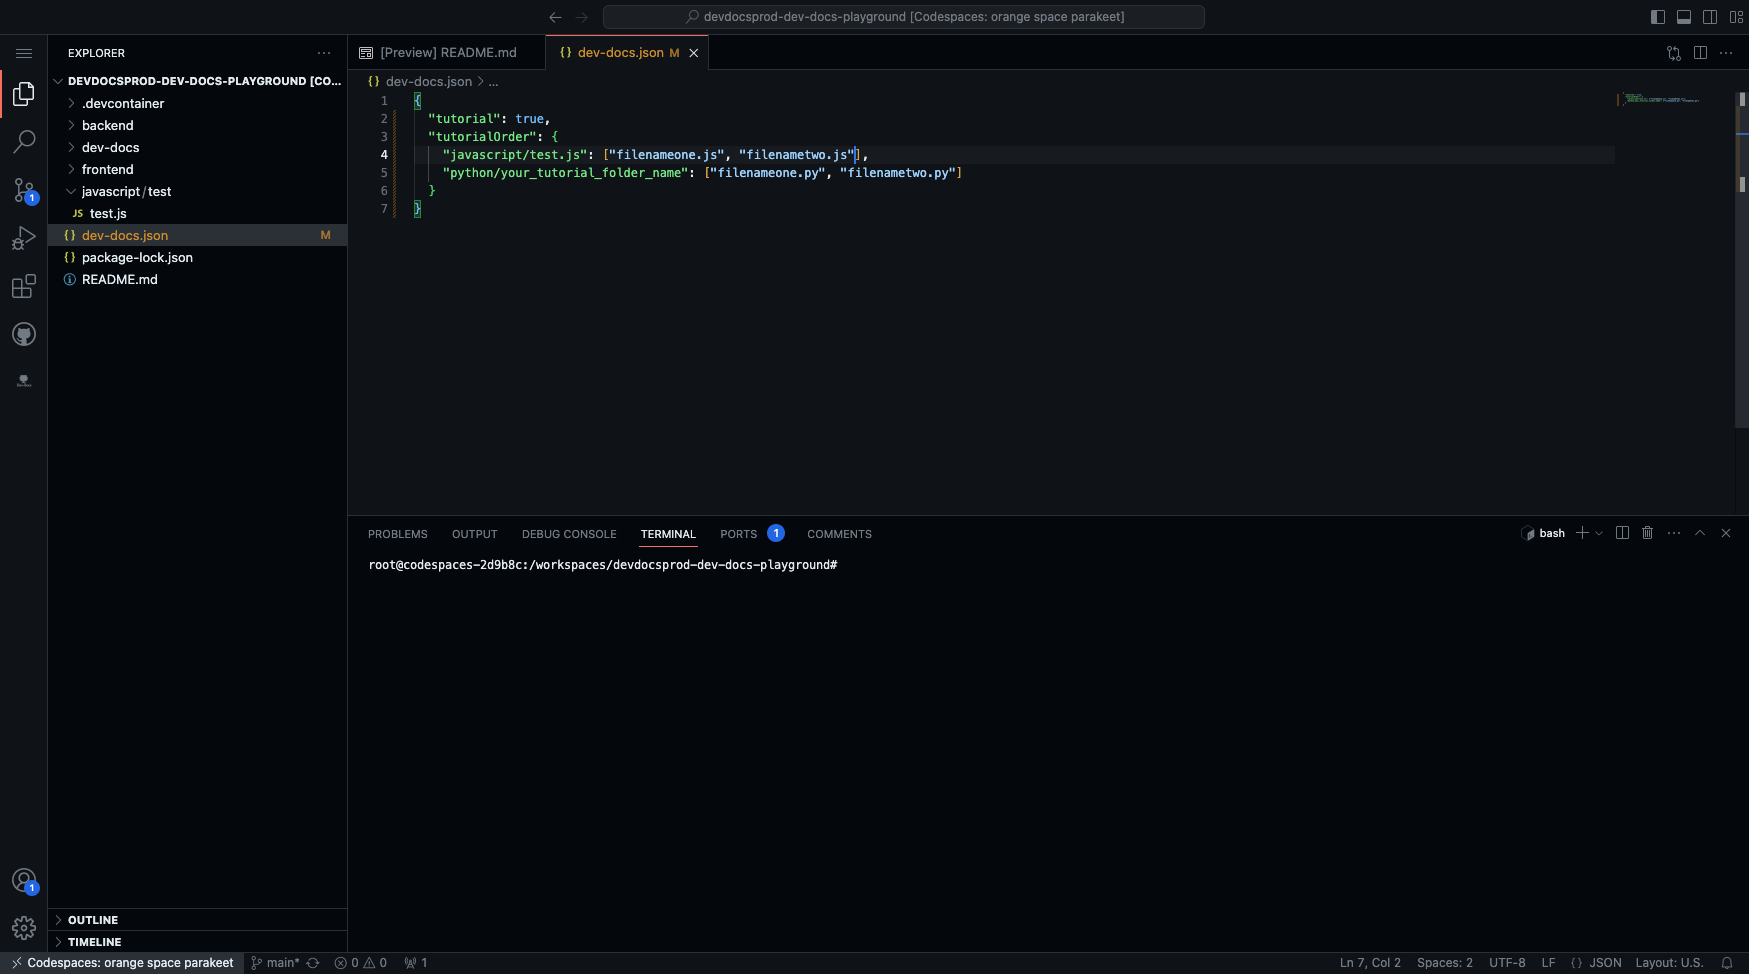 devdocsprod-dev-docs-playground [Codespaces: orange space parakeet]
EXPLORER
DEVDOCSPROD-DEV-DOCS-PLAYGROUND [CO...
.devcontainer
backend
dev-docs
frontend
javascript/test
JS test.js
{} dev-docs.json M
{} package-lock.json
README.md
OUTLINE
TIMELINE
1
1
[Preview] README.md
{} dev-docs.json M
{} dev-docs.json > ...
1 {
2 "tutorial": true,
3 "tutorialOrder": {
4 "javascript/test.js": ["filenameone.js", "filenametwo.js"],
5 "python/your_tutorial_folder_name": ["filenameone.py", "filenametwo.py"]
6 }
7 }
PROBLEMS OUTPUT DEBUG CONSOLE TERMINAL PORTS 1 COMMENTS
bash
root@codespaces-2d9b8c:/workspaces/devdocsprod-dev-docs-playground#
Codespaces: orange space parakeet main* 0 0 1
Ln 7, Col 2 Spaces: 2 UTF-8 LF {} JSON Layout: U.S.